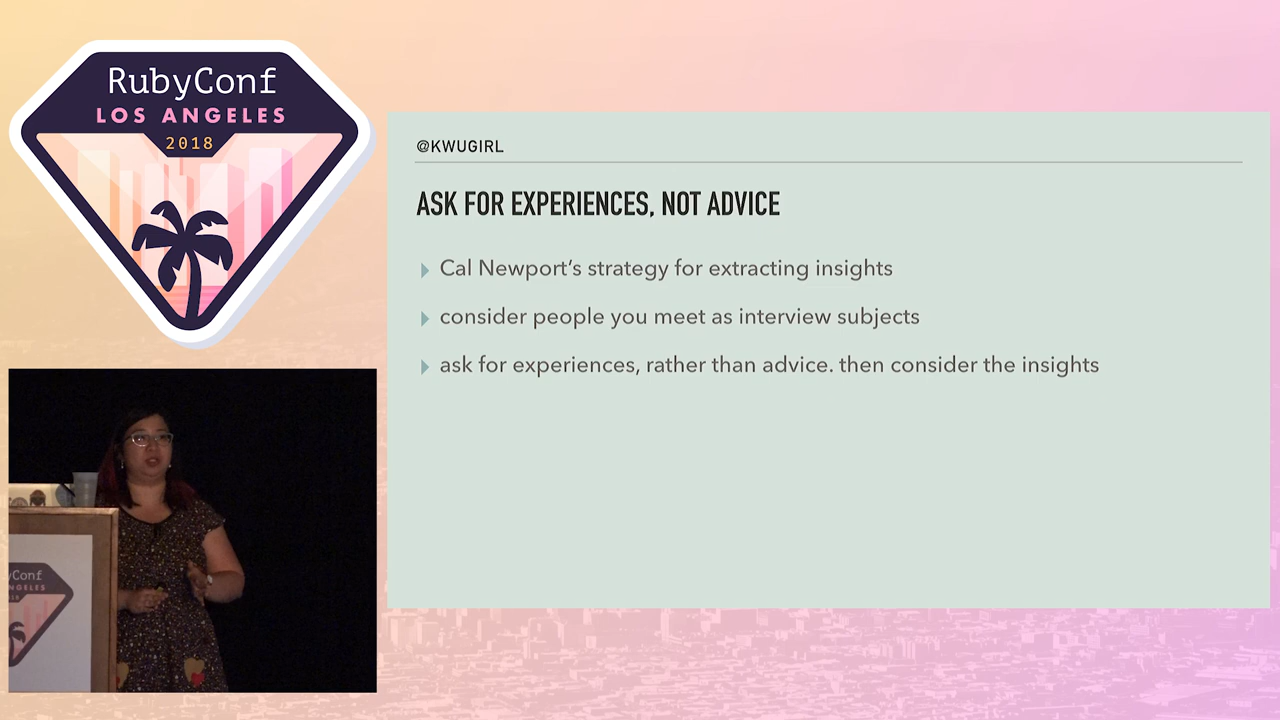 RubyConf
LOS ANGELES
2018
@KWUGIRL
ASK FOR EXPERIENCES, NOT ADVICE
Cal Newport’s strategy for extracting insights
consider people you meet as interview subjects
ask for experiences, rather than advice. then consider the insights